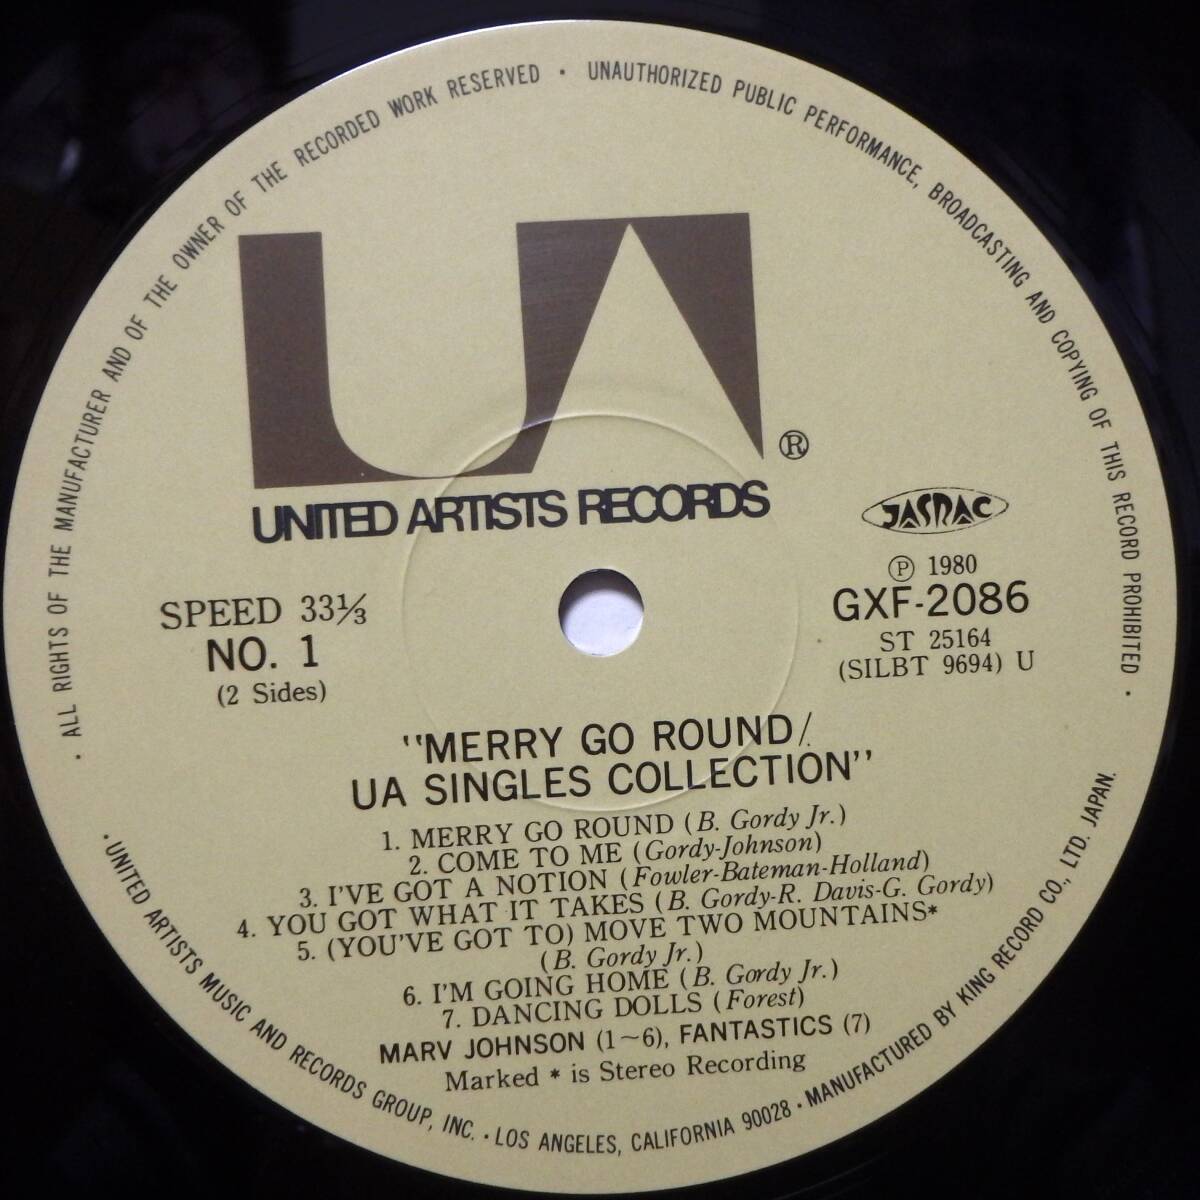 · ALL RIGHTS OF THE MANUFACTURER AND OF THE OWNER OF THE RECORDED WORK RESERVED · UNAUTHORIZED PUBLIC PERFORMANCE, BROADCASTING AND COPYING OF THIS RECORD PROHIBITED ·
UA ®
UNITED ARTISTS RECORDS
JASRAC
Ⓟ 1980
GXF-2086
ST 25164
(SILBT 9694) U
SPEED 33⅓
NO. 1
(2 Sides)
"MERRY GO ROUND/
UA SINGLES COLLECTION"
1. MERRY GO ROUND (B. Gordy Jr.)
2. COME TO ME (Gordy-Johnson)
3. I'VE GOT A NOTION (Fowler-Bateman-Holland)
4. YOU GOT WHAT IT TAKES (B. Gordy-R. Davis-G. Gordy)
5. (YOU'VE GOT TO) MOVE TWO MOUNTAINS*
(B. Gordy Jr.)
6. I'M GOING HOME (B. Gordy Jr.)
7. DANCING DOLLS (Forest)
MARV JOHNSON (1~6), FANTASTICS (7)
Marked * is Stereo Recording
· UNITED ARTISTS MUSIC AND RECORDS GROUP, INC. · LOS ANGELES, CALIFORNIA 90028 · MANUFACTURED BY KING RECORD CO., LTD. JAPAN.